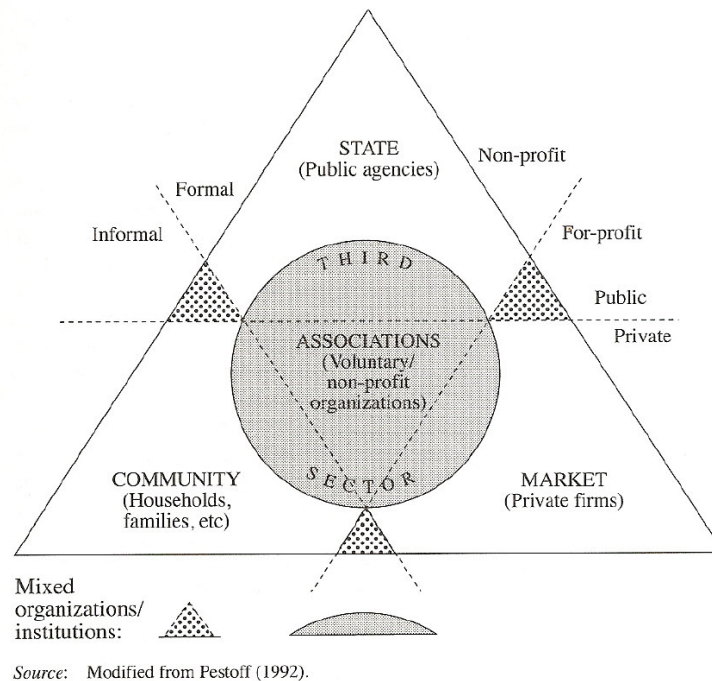 STATE
(Public agencies)
Non-profit
Formal
Informal
For-profit
THIRD
Public
Private
ASSOCIATIONS
(Voluntary/
non-profit
organizations)
SECTOR
COMMUNITY
(Households,
families, etc)
MARKET
(Private firms)
Mixed
organizations/
institutions:
Source: Modified from Pestoff (1992).